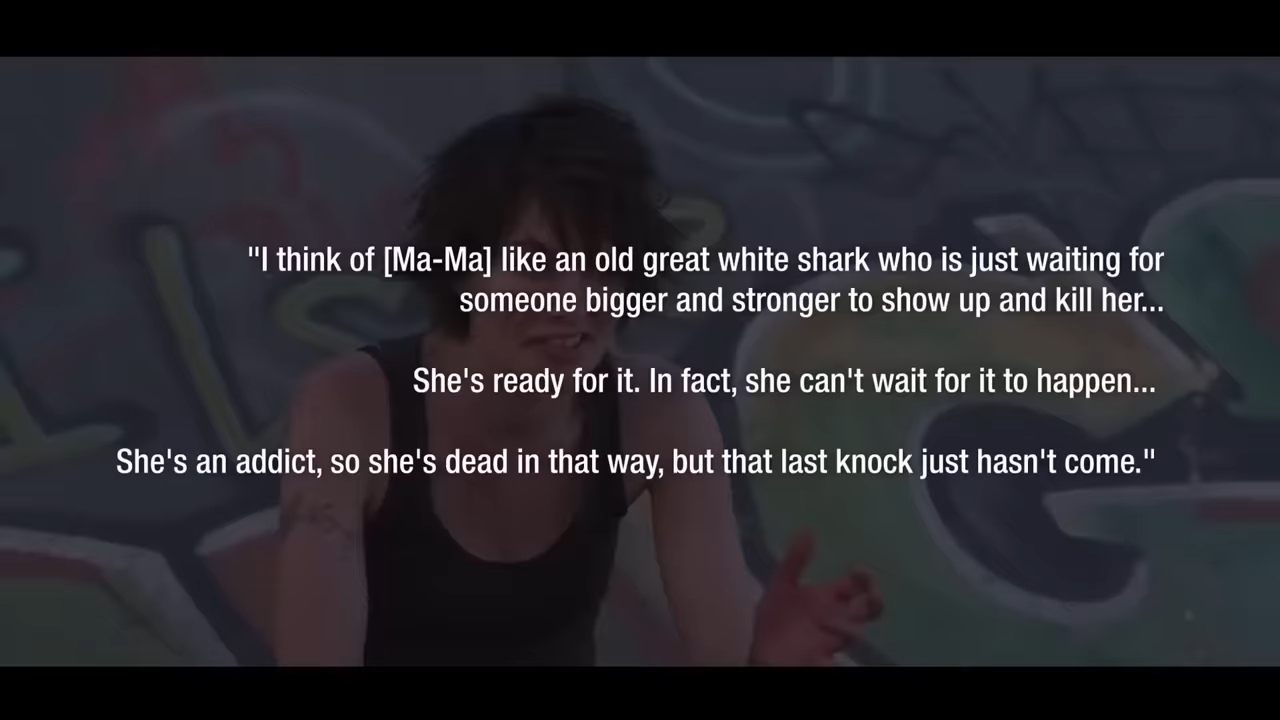 "I think of [Ma-Ma] like an old great white shark who is just waiting for
someone bigger and stronger to show up and kill her...
She's ready for it. In fact, she can't wait for it to happen...
She's an addict, so she's dead in that way, but that last knock just hasn't come."